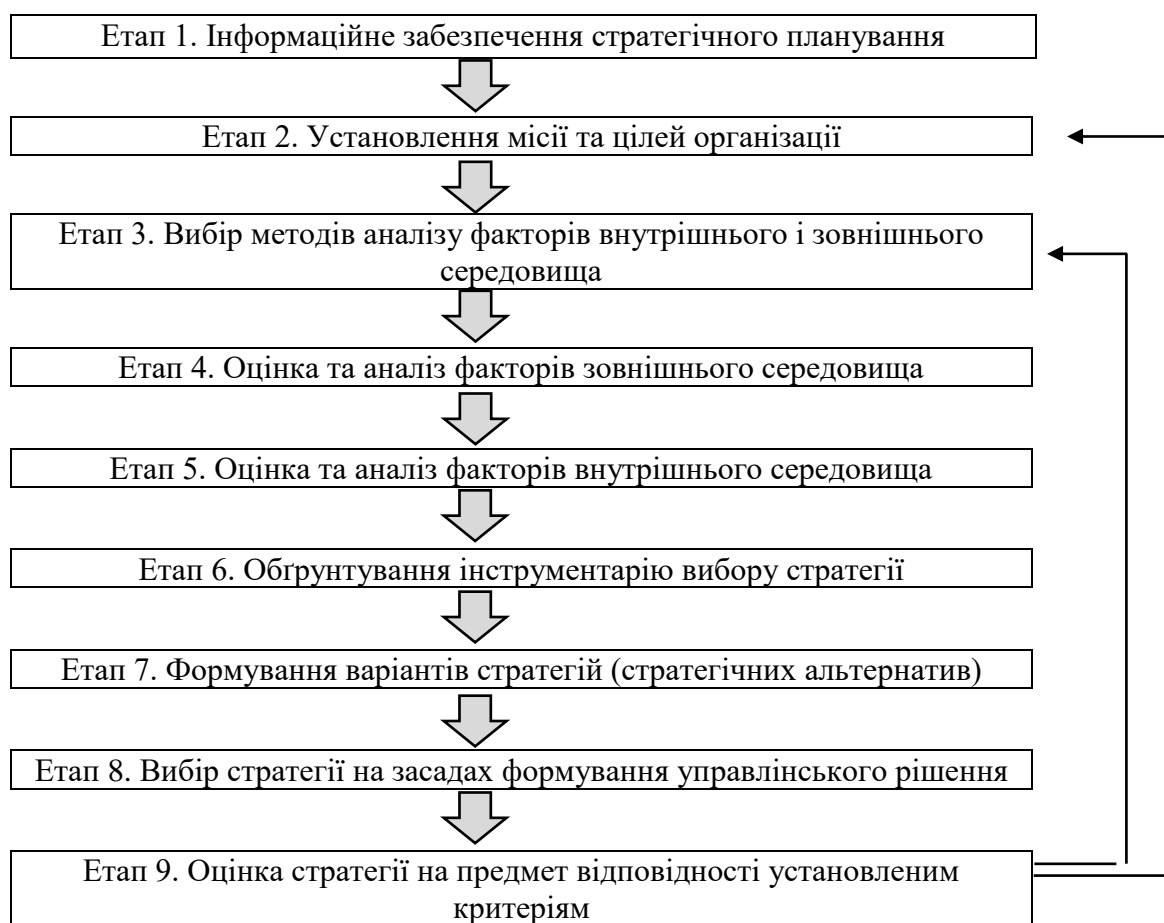 Етап 1. Інформаційне забезпечення стратегічного планування
Етап 2. Установлення місії та цілей організації
Етап 3. Вибір методів аналізу факторів внутрішнього і зовнішнього
середовища
Етап 4. Оцінка та аналіз факторів зовнішнього середовища
Етап 5. Оцінка та аналіз факторів внутрішнього середовища
Етап 6. Обґрунтування інструментарію вибору стратегії
Етап 7. Формування варіантів стратегій (стратегічних альтернатив)
Етап 8. Вибір стратегії на засадах формування управлінського рішення
Етап 9. Оцінка стратегії на предмет відповідності установленим
критеріям